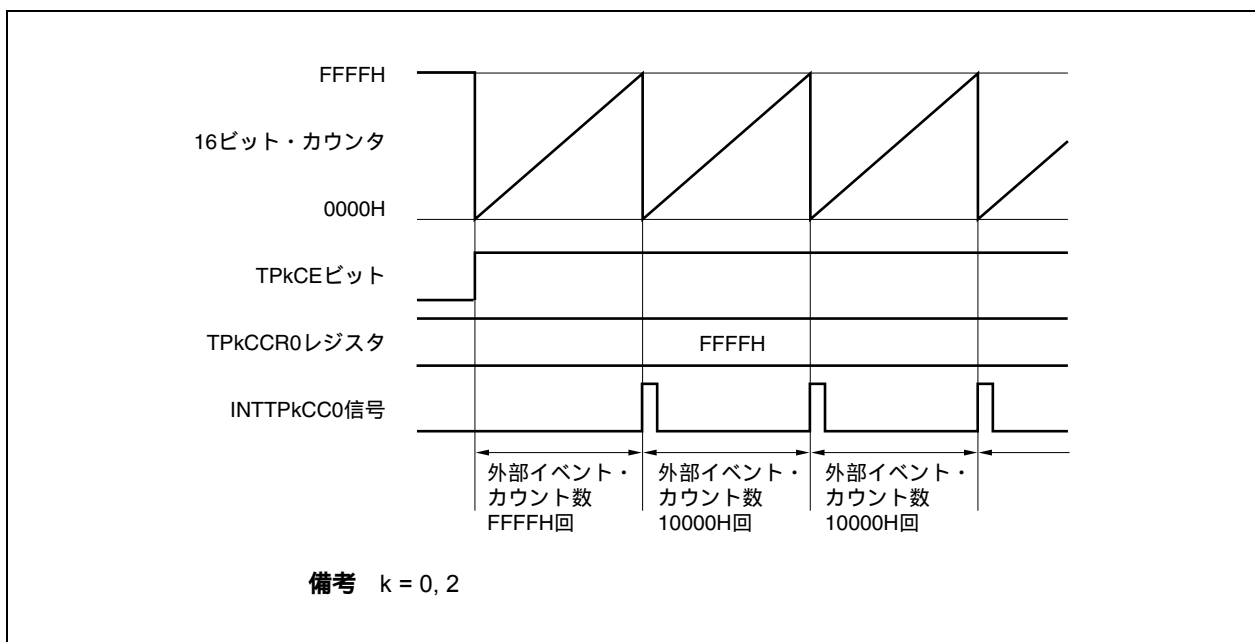 FFFFH
16ビット・カウンタ
0000H
TPkCEビット
TPkCCR0レジスタ
FFFFH
INTTPkCC0信号
外部イベント・
カウント数
FFFFH回
外部イベント・
カウント数
10000H回
外部イベント・
カウント数
10000H回
備考 k = 0, 2